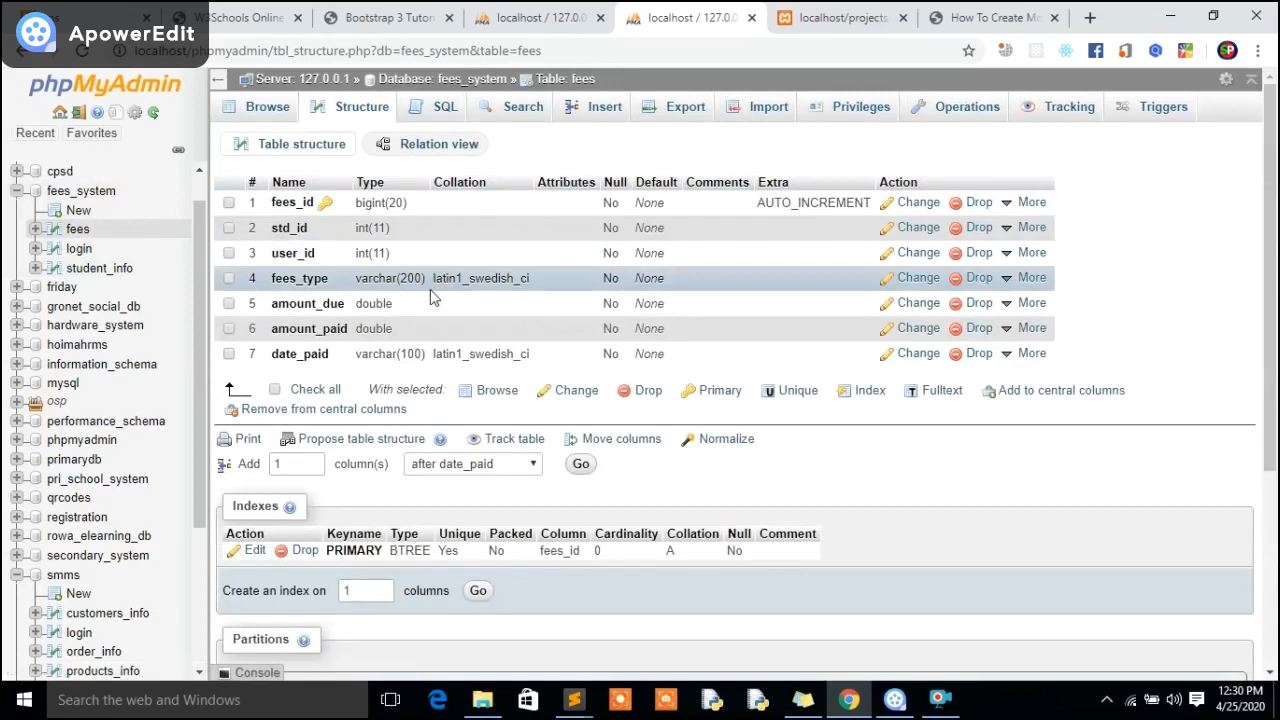 W3Schools Online
Bootstrap 3 Tutor
localhost / 127.0.0
localhost / 127.0.
localhost/projects
How To Create M
ApowerEdit
localhost/phpmyadmin/tbl_structure.php?db=fees_system&table=fees
phpMyAdmin
Recent Favorites
cpsd
fees_system
New
fees
login
student_info
friday
gronet_social_db
hardware_system
hoimahrms
information_schema
mysql
osp
performance_schema
phpmyadmin
primarydb
pri_school_system
qrcodes
registration
rowa_elearning_db
secondary_system
smms
New
customers_info
login
order_info
products_info
Server: 127.0.0.1 » Database: fees_system » Table: fees
Browse Structure SQL Search Insert Export Import Privileges Operations Tracking Triggers
Table structure Relation view
# Name Type Collation Attributes Null Default Comments Extra Action
1 fees_id bigint(20) No None AUTO_INCREMENT Change Drop More
2 std_id int(11) No None Change Drop More
3 user_id int(11) No None Change Drop More
4 fees_type varchar(200) latin1_swedish_ci No None Change Drop More
5 amount_due double No None Change Drop More
6 amount_paid double No None Change Drop More
7 date_paid varchar(100) latin1_swedish_ci No None Change Drop More
Check all With selected: Browse Change Drop Primary Unique Index Fulltext Add to central columns
Remove from central columns
Print Propose table structure Track table Move columns Normalize
Add 1 column(s) after date_paid Go
Indexes
Action Keyname Type Unique Packed Column Cardinality Collation Null Comment
Edit Drop PRIMARY BTREE Yes No fees_id 0 A No
Create an index on 1 columns Go
Partitions
Console
Search the web and Windows
12:30 PM
4/25/2020